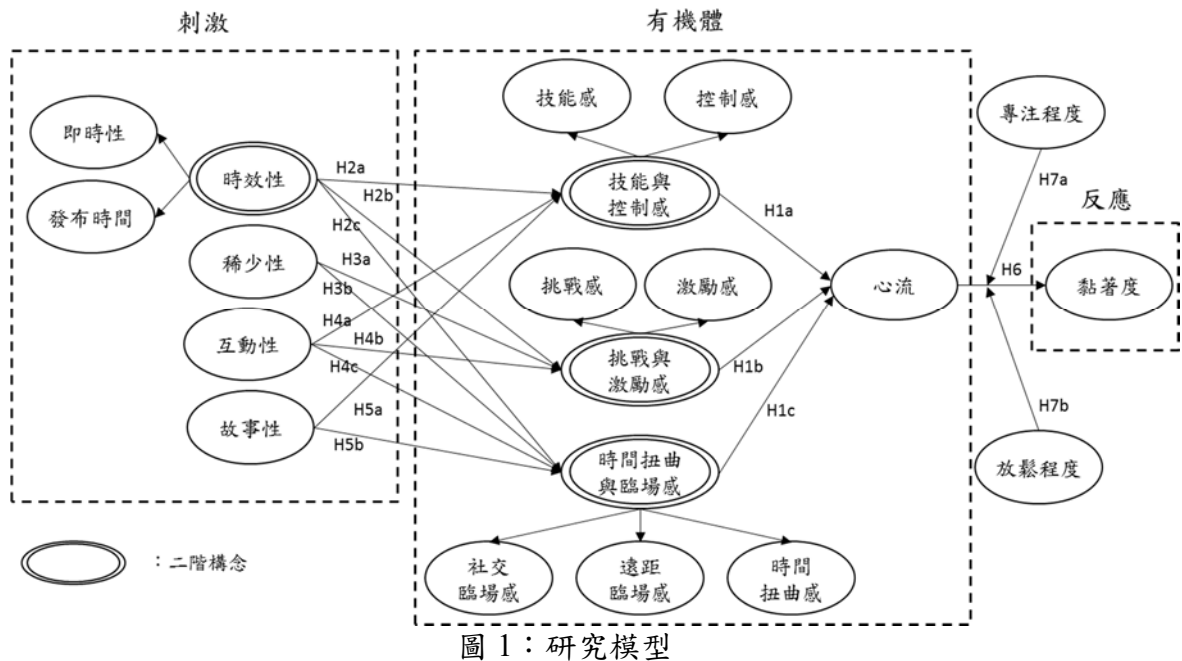 刺激
有機體
技能感
控制感
專注程度
即時性
時效性
發布時間
H2a
H2b
H2c
技能與
控制感
H1a
H7a
反應
稀少性
H3a
H3b
挑戰感
激勵感
心流
H6
黏著度
互動性
H4a
H4b
H4c
挑戰與
激勵感
H1b
故事性
H5a
H5b
H1c
H7b
時間扭曲
與臨場感
放鬆程度
：二階構念
社交
臨場感
遠距
臨場感
時間
扭曲感
圖 1：研究模型